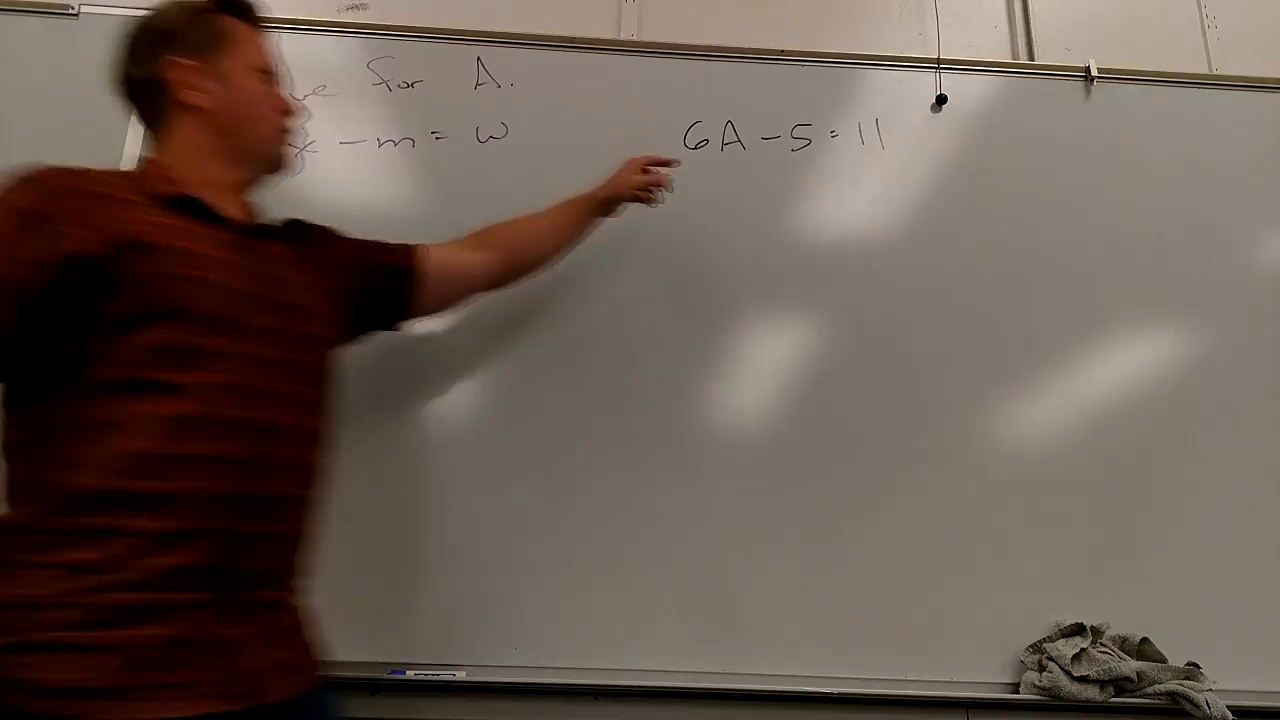 for A.
x - m = w
6A - 5 = 11